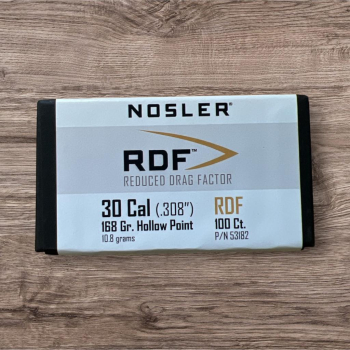 NOSLER®
RDF™
REDUCED DRAG FACTOR
30 Cal (.308") RDF
168 Gr. Hollow Point 100 Ct.
10.8 grams P/N 53182